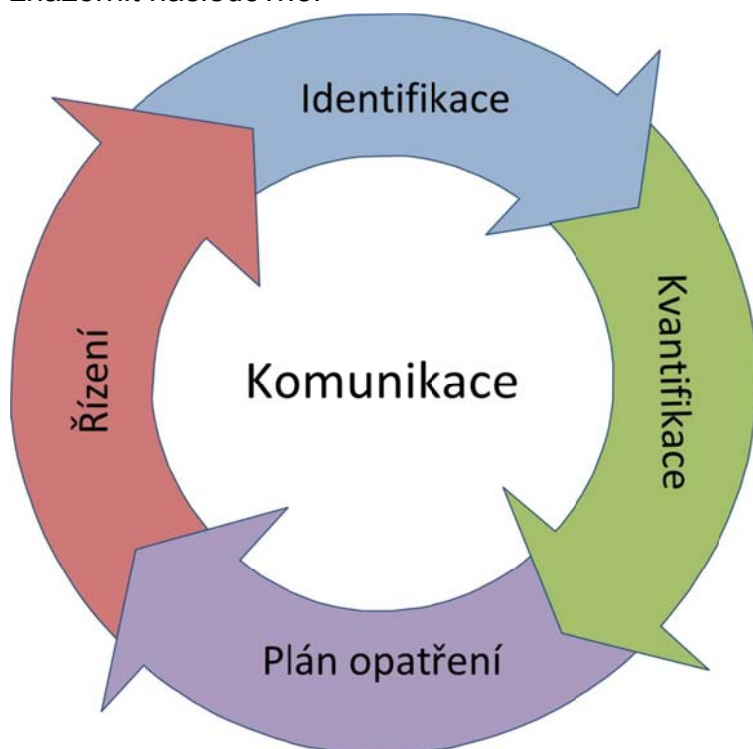 Identifikace
Kvantifikace
Komunikace
Řízení
Plán opatření